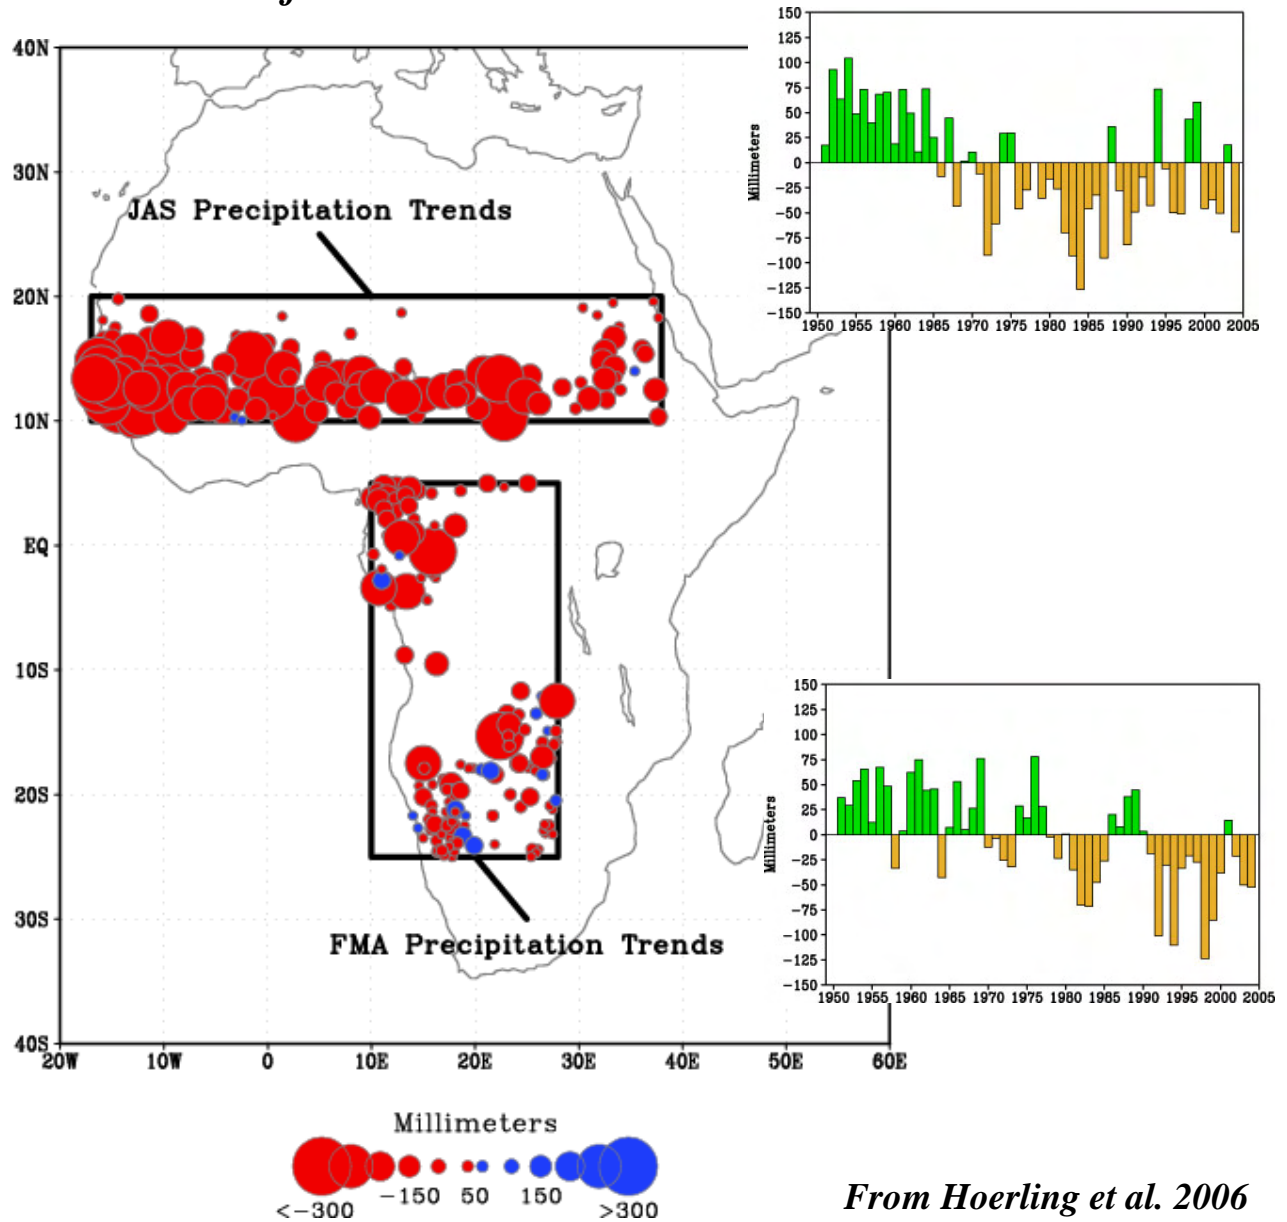 150
125
100
75
50
25
0
−25
−50
−75
−100
−125
−150
Millimeters
1950 1955 1960 1965 1970 1975 1980 1985 1990 1995 2000 2005
40N
30N
20N
10N
EQ
10S
20S
30S
40S
JAS Precipitation Trends
FMA Precipitation Trends
20W 10W 0 10E 20E 30E 40E 50E 60E
150
125
100
75
50
25
0
−25
−50
−75
−100
−125
−150
Millimeters
1950 1955 1960 1965 1970 1975 1980 1985 1990 1995 2000 2005
Millimeters
<−300 −150 50 150 >300
From Hoerling et al. 2006